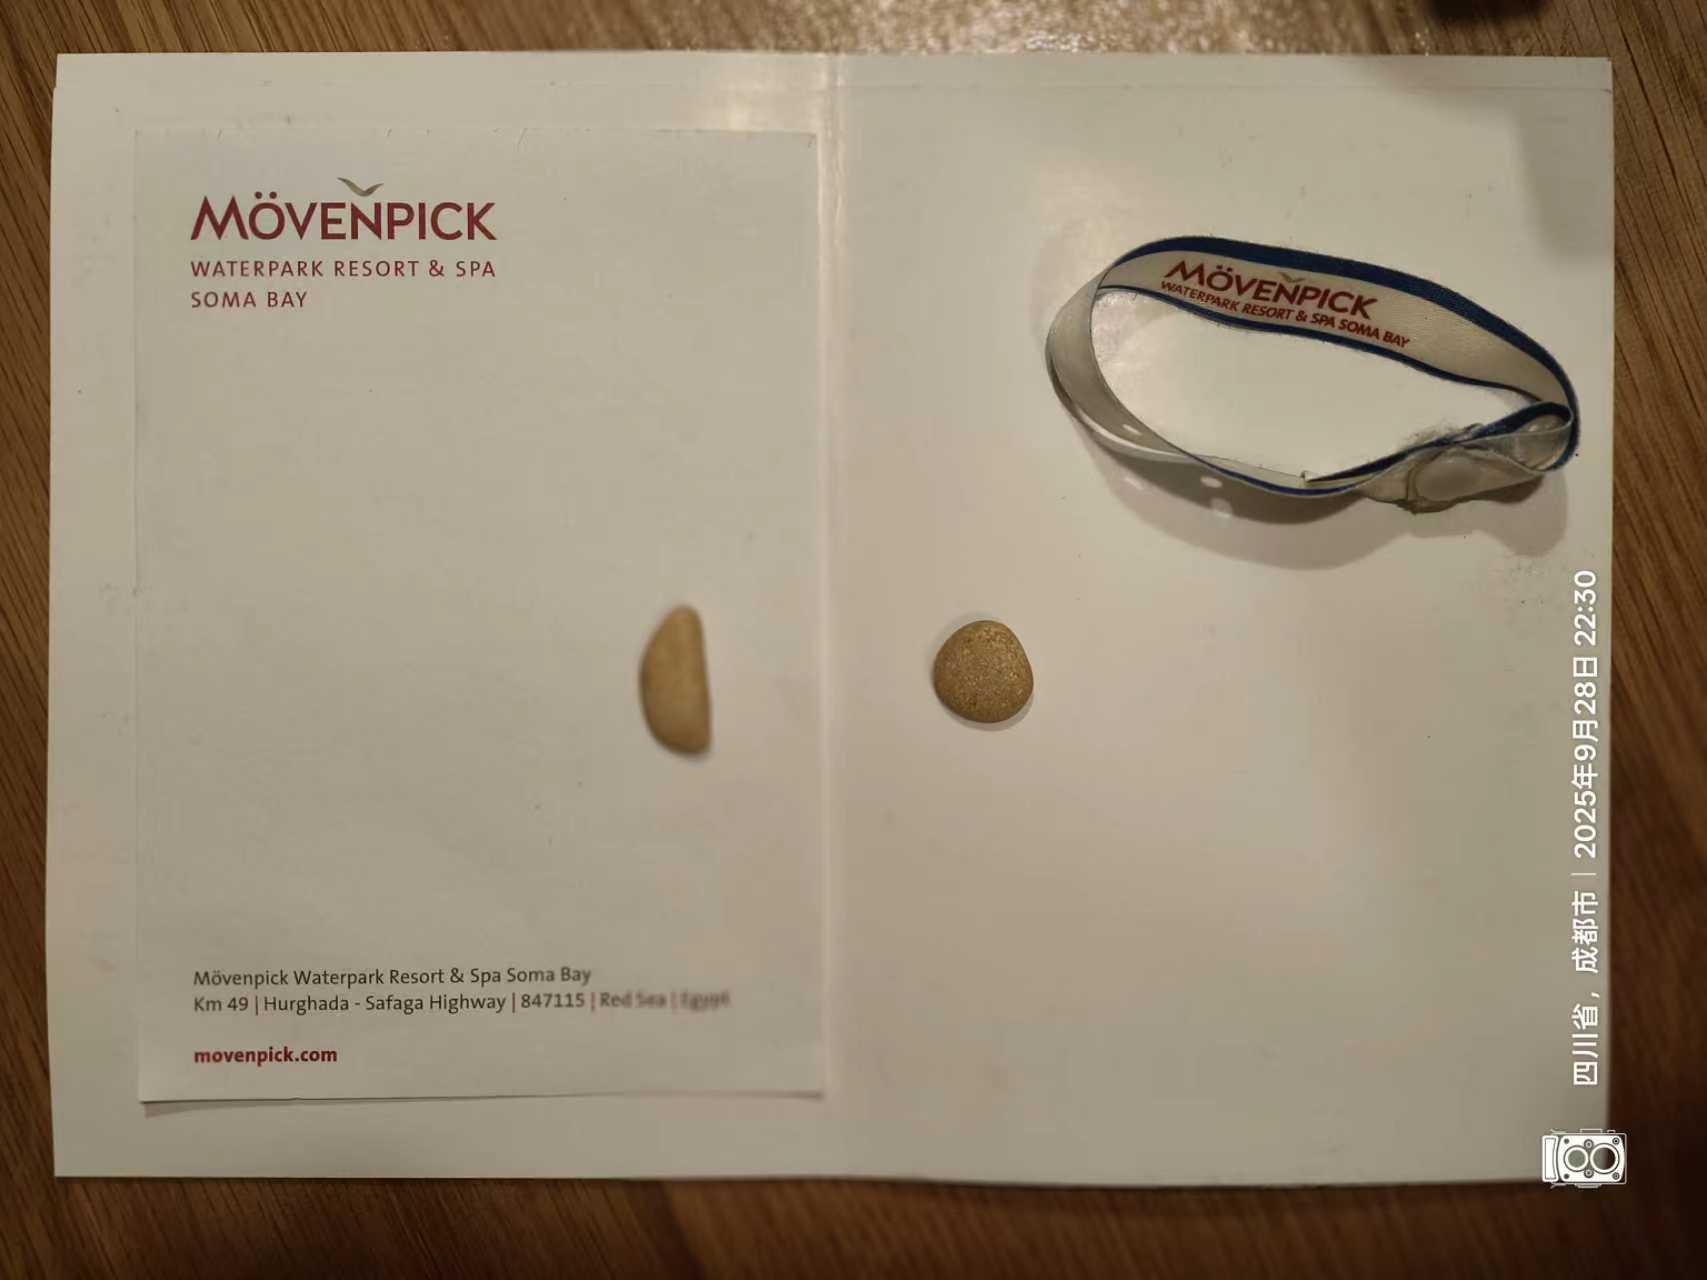 MÖVENPICK
WATERPARK RESORT & SPA
SOMA BAY
MÖVENPICK
WATERPARK RESORT & SPA SOMA BAY
Mövenpick Waterpark Resort & Spa Soma Bay
Km 49 | Hurghada - Safaga Highway | 847115 | Red Sea | Egypt
movenpick.com
四川省，成都市｜2025年9月28日 22:30